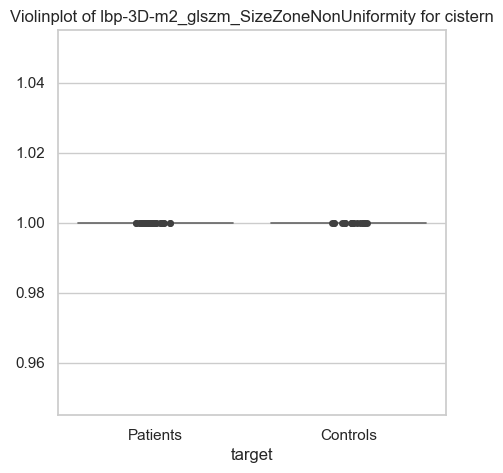 Violinplot of lbp-3D-m2_glszm_SizeZoneNonUniformity for cistern
1.04
1.02
1.00
0.98
0.96
Patients Controls
target